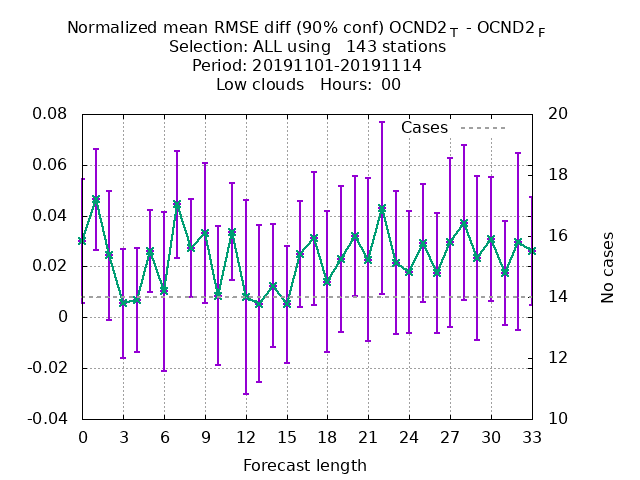 Normalized mean RMSE diff (90% conf) OCND2 T - OCND2 F
Selection: ALL using 143 stations
Period: 20191101-20191114
Low clouds Hours: 00
Cases
0.08
0.06
0.04
0.02
0
-0.02
-0.04
20
18
16
14
12
10
No cases
0 3 6 9 12 15 18 21 24 27 30 33
Forecast length